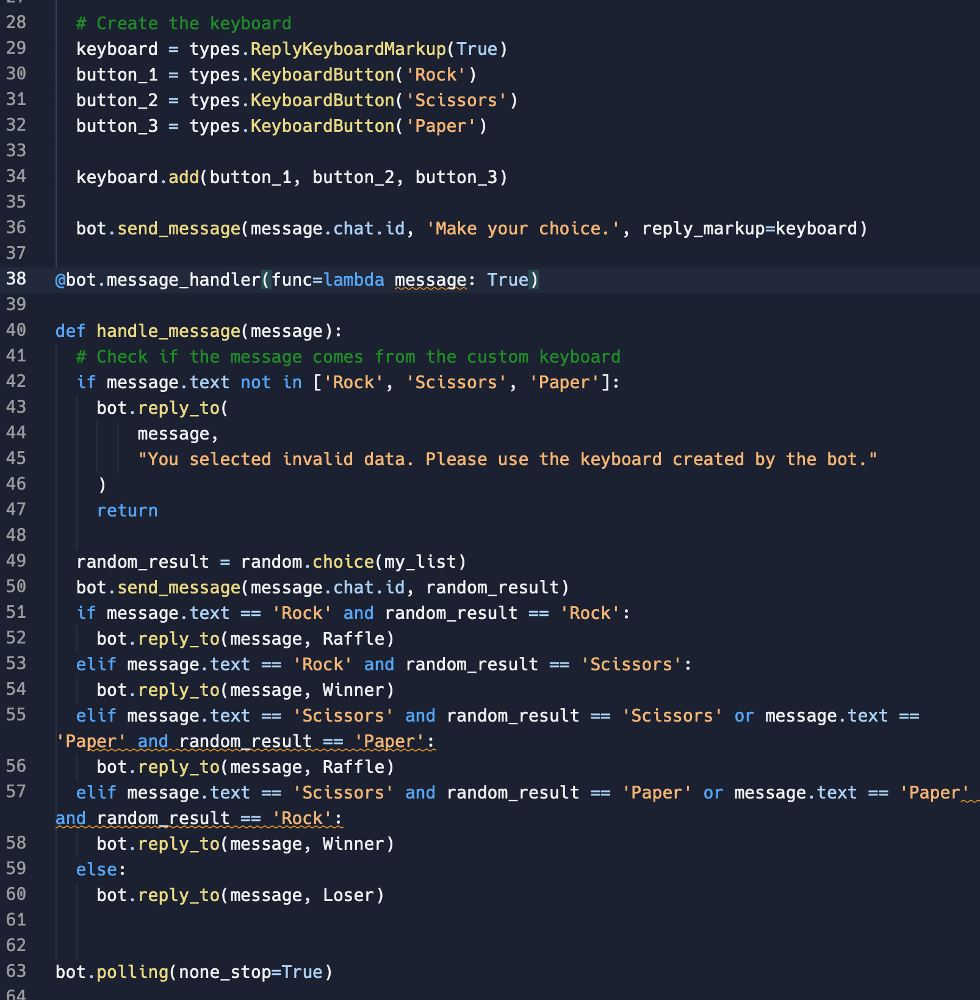 27
28 # Create the keyboard
29 keyboard = types.ReplyKeyboardMarkup(True)
30 button_1 = types.KeyboardButton('Rock')
31 button_2 = types.KeyboardButton('Scissors')
32 button_3 = types.KeyboardButton('Paper')
33
34 keyboard.add(button_1, button_2, button_3)
35
36 bot.send_message(message.chat.id, 'Make your choice.', reply_markup=keyboard)
37
38 @bot.message_handler(func=lambda message: True)
39
40 def handle_message(message):
41 # Check if the message comes from the custom keyboard
42 if message.text not in ['Rock', 'Scissors', 'Paper']:
43 bot.reply_to(
44 message,
45 "You selected invalid data. Please use the keyboard created by the bot."
46 )
47 return
48
49 random_result = random.choice(my_list)
50 bot.send_message(message.chat.id, random_result)
51 if message.text == 'Rock' and random_result == 'Rock':
52 bot.reply_to(message, Raffle)
53 elif message.text == 'Rock' and random_result == 'Scissors':
54 bot.reply_to(message, Winner)
55 elif message.text == 'Scissors' and random_result == 'Scissors' or message.text ==
'Paper' and random_result == 'Paper':
56 bot.reply_to(message, Raffle)
57 elif message.text == 'Scissors' and random_result == 'Paper' or message.text == 'Paper'
and random_result == 'Rock':
58 bot.reply_to(message, Winner)
59 else:
60 bot.reply_to(message, Loser)
61
62
63 bot.polling(none_stop=True)
64